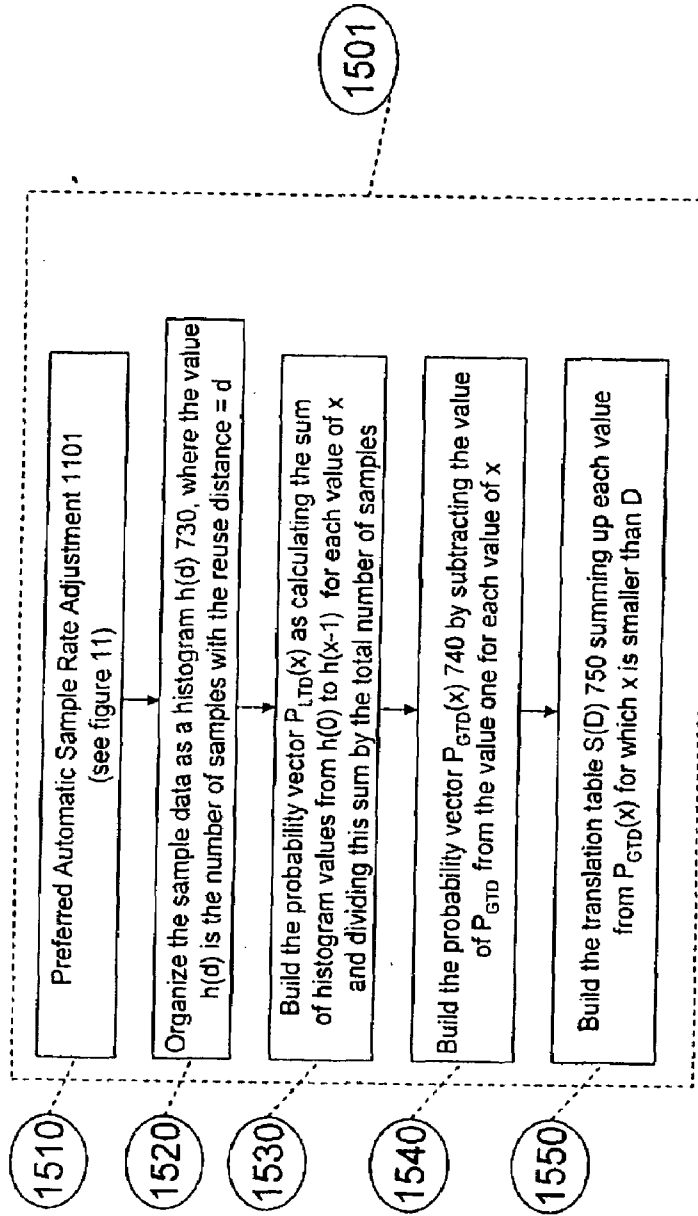 1501
1510
Preferred Automatic Sample Rate Adjustment 1101
(see figure 11)
1520
Organize the sample data as a histogram h(d) 730, where the value
h(d) is the number of samples with the reuse distance = d
1530
Build the probability vector P_LTD(x) as calculating the sum
of histogram values from h(0) to h(x-1) for each value of x
and dividing this sum by the total number of samples
1540
Build the probability vector P_GTD(x) 740 by subtracting the value
of P_GTD from the value one for each value of x
1550
Build the translation table S(D) 750 summing up each value
from P_GTD(x) for which x is smaller than D